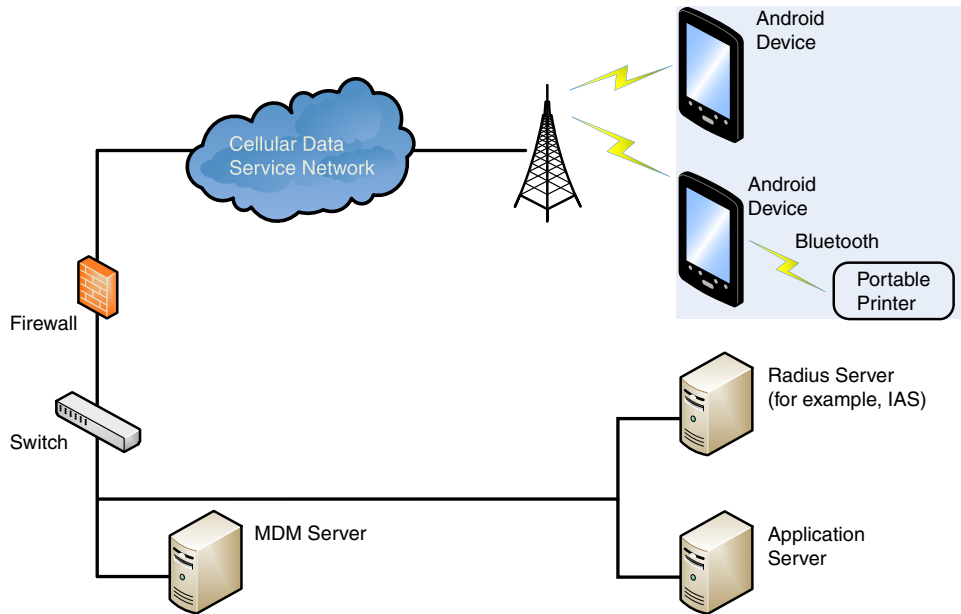 Android
Device
Cellular Data
Service Network
Android
Device
Bluetooth
Portable
Printer
Firewall
Radius Server
(for example, IAS)
Switch
MDM Server
Application
Server